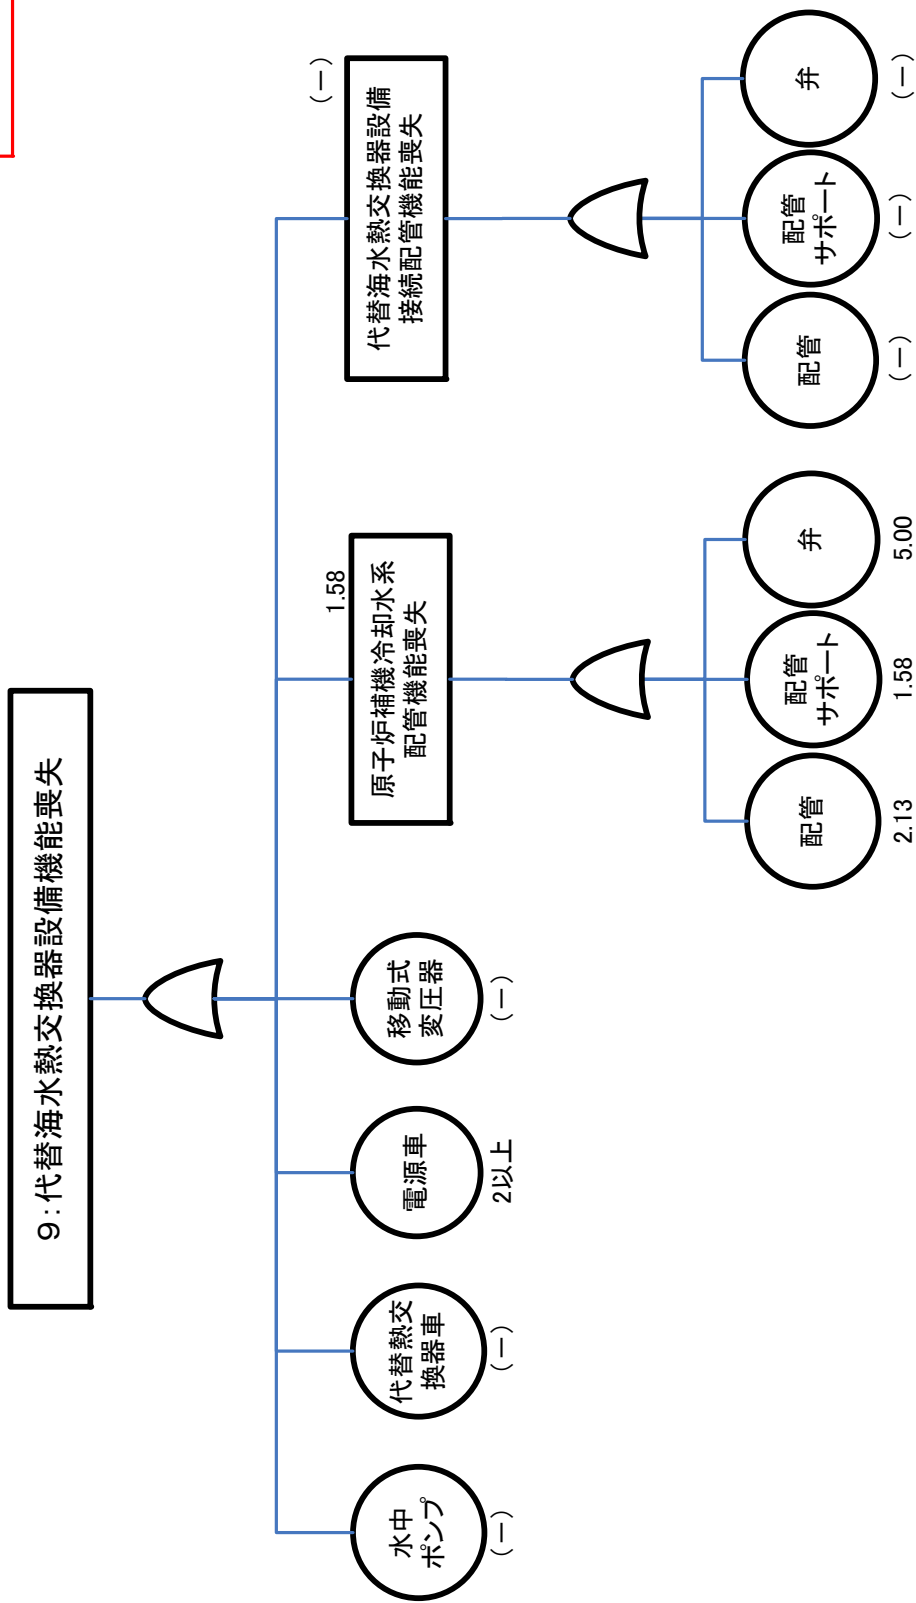 9:代替海水熱交換器設備機能喪失
水中
ポンプ
(－)
代替熱交
換器車
(－)
電源車
2以上
移動式
変圧器
(－)
1.58
原子炉補機冷却水系
配管機能喪失
配管
2.13
配管
サポート
1.58
弁
5.00
(－)
代替海水熱交換器設備
接続配管機能喪失
配管
(－)
配管
サポート
(－)
弁
(－)